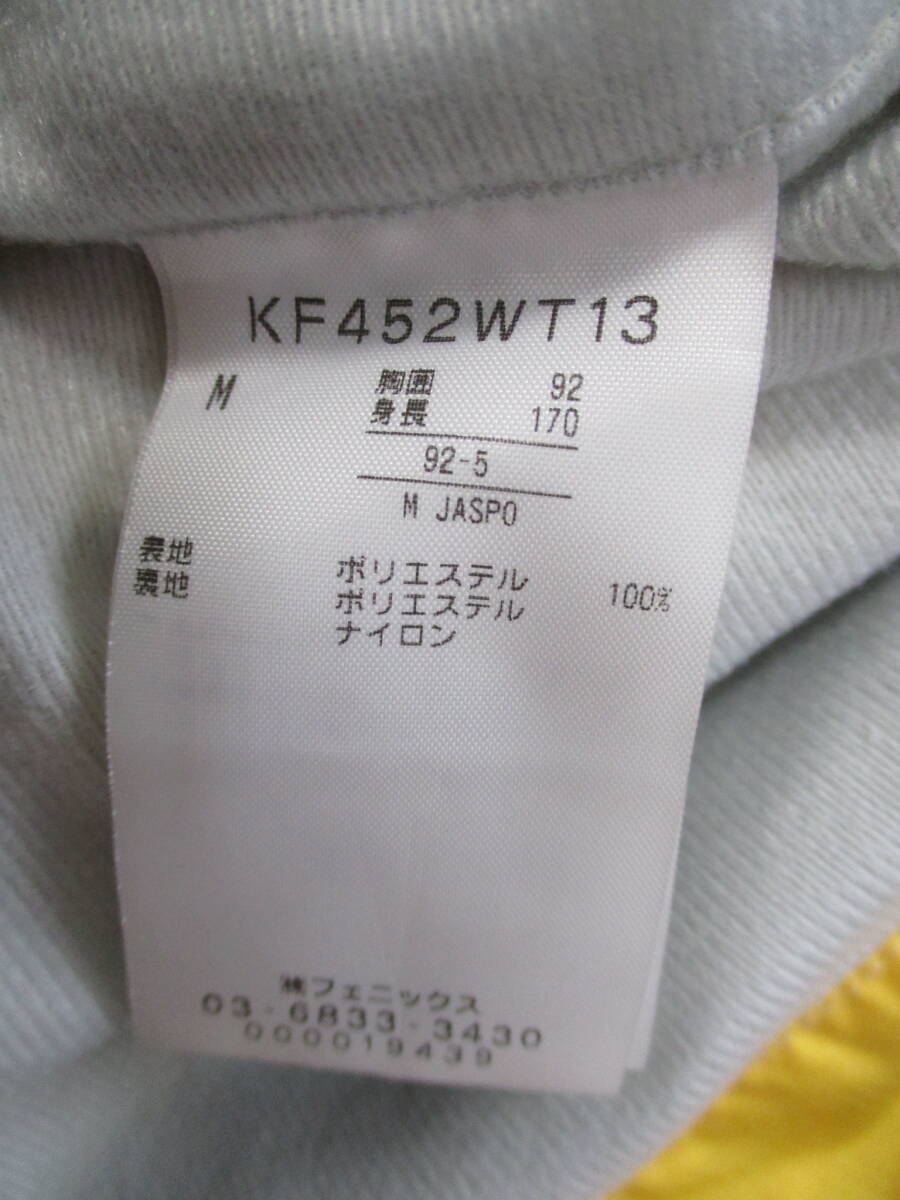 KF452WT13
M 胸囲 92
身長 170
92-5
M JASPO
表地 ポリエステル 100%
裏地 ポリエステル
ナイロン
㈱フェニックス
03-6833-3430
000019439